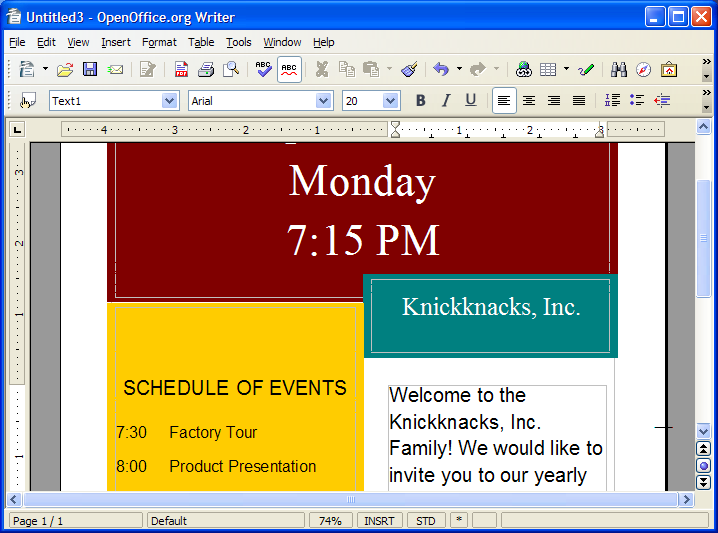 Untitled3 - OpenOffice.org Writer
File Edit View Insert Format Table Tools Window Help
ABC ABC
Text1 Arial 20 B I U
4 3 2 1 1 2 3
Monday
7:15 PM
Knickknacks, Inc.
SCHEDULE OF EVENTS
7:30 Factory Tour
8:00 Product Presentation
Welcome to the
Knickknacks, Inc.
Family! We would like to
invite you to our yearly
3
2
1
1
Page 1 / 1 Default 74% INSRT STD *